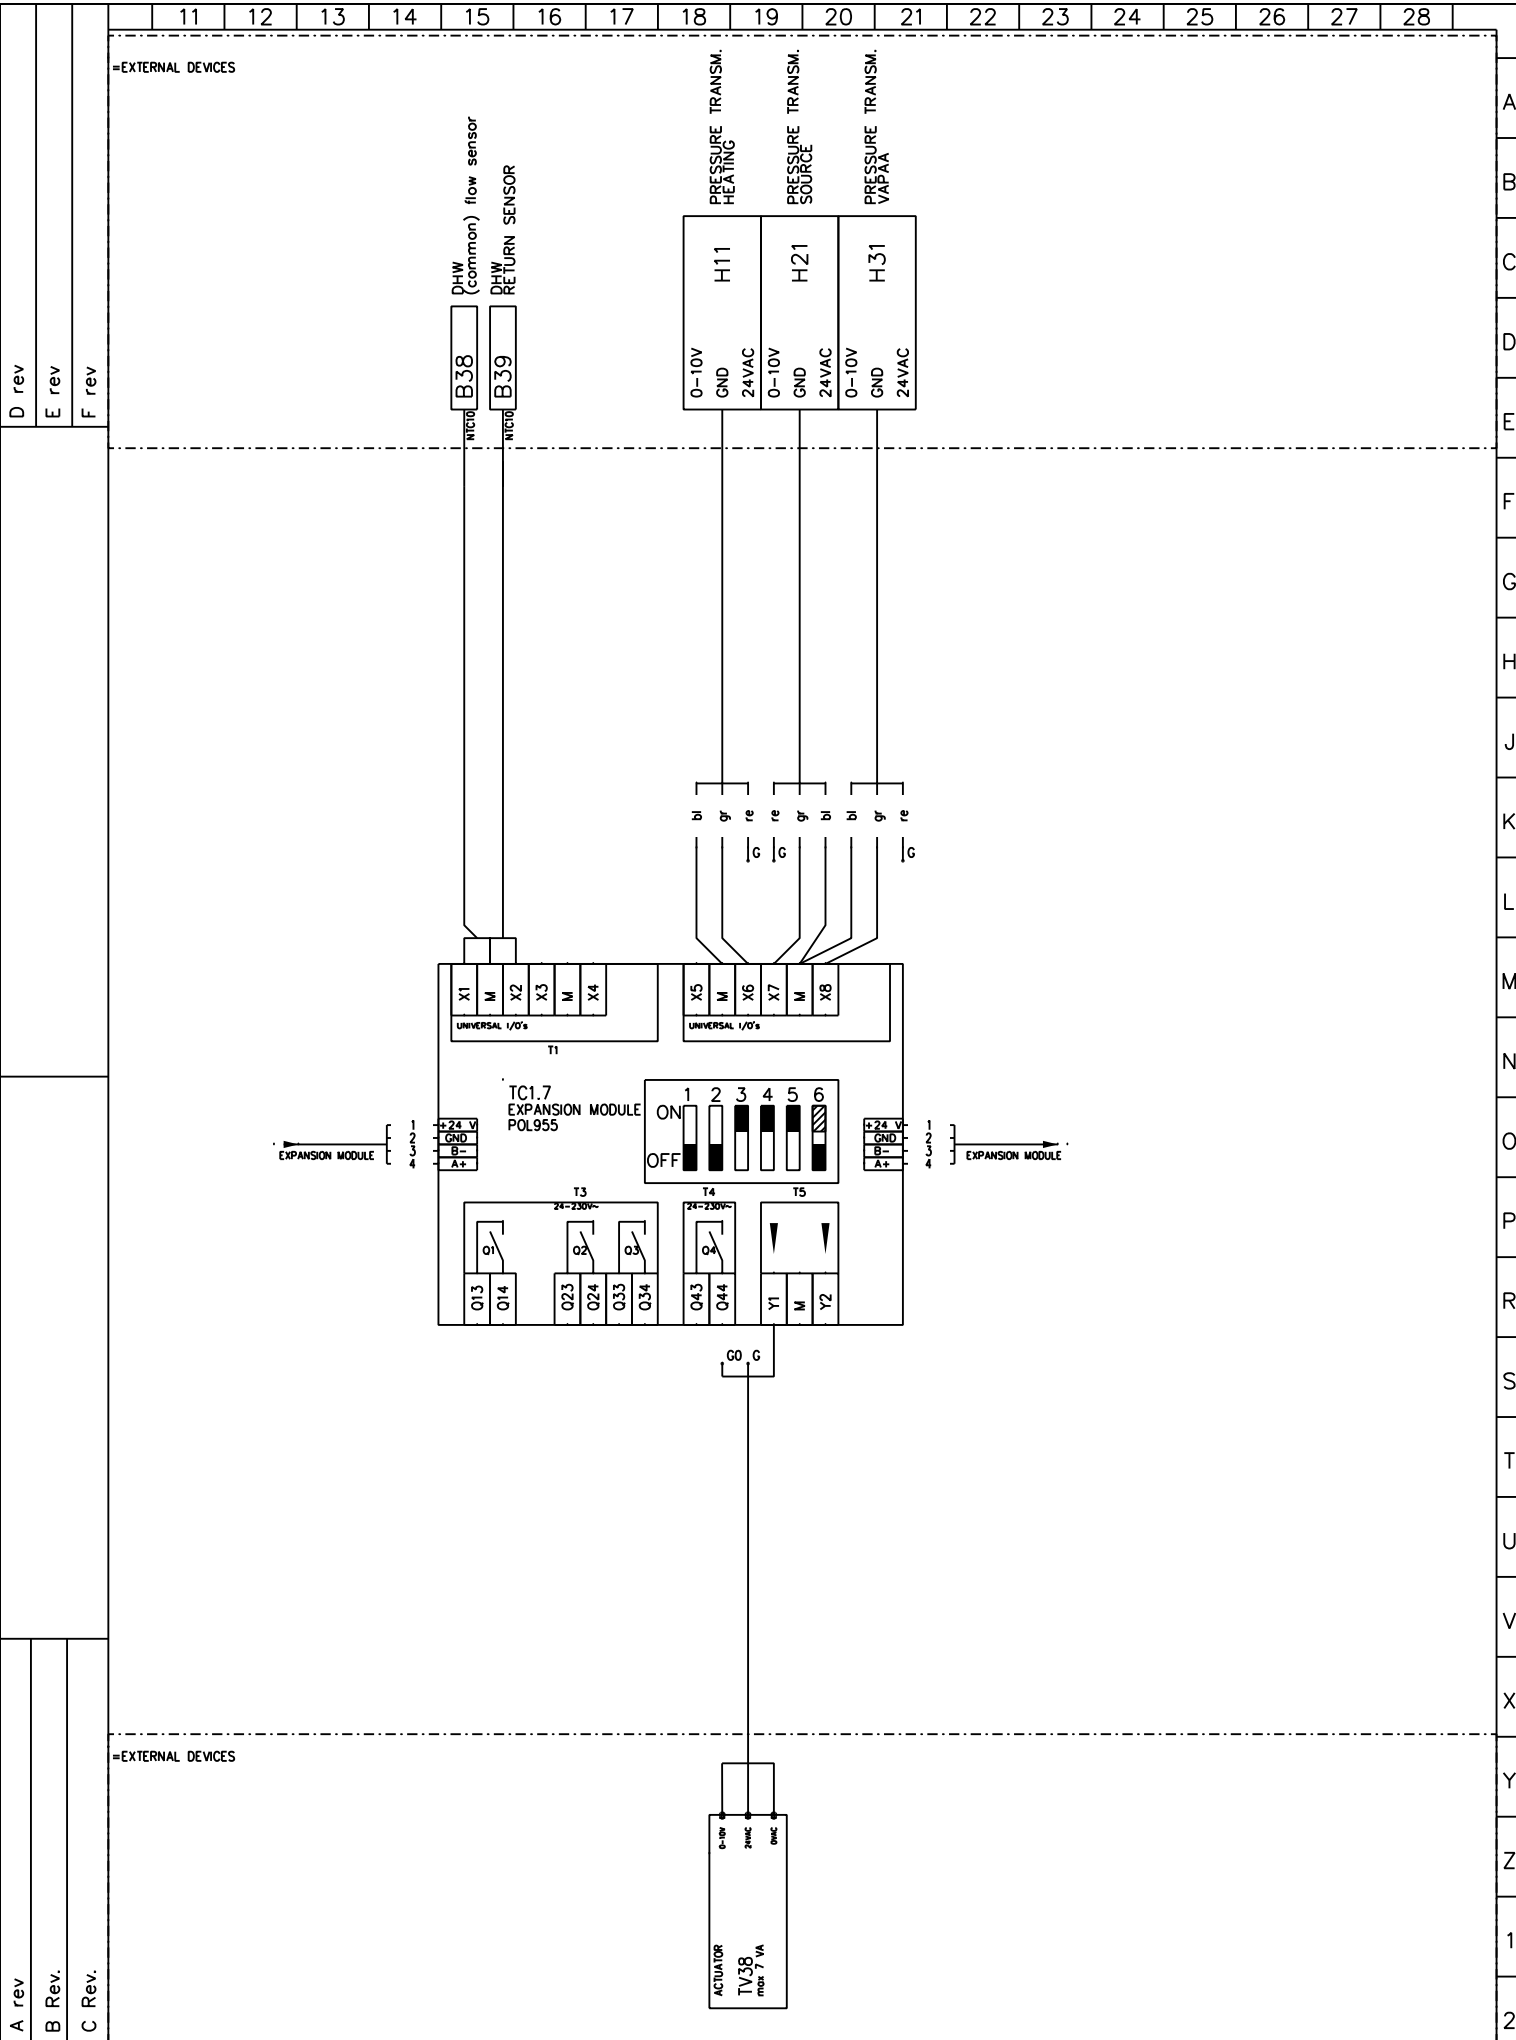 11 12 13 14 15 16 17 18 19 20 21 22 23 24 25 26 27 28
=EXTERNAL DEVICES
A
B
C
D
E
F
G
H
J
K
L
M
N
O
P
R
S
T
U
V
X
Y
Z
1
2
D rev
E rev
F rev
DHW
(common) flow sensor
DHW
RETURN SENSOR
B38
B39
NTC10
NTC10
PRESSURE TRANSM.
HEATING
PRESSURE TRANSM.
SOURCE
PRESSURE TRANSM.
VAPAA
H11
H21
H31
0-10V
GND
24VAC
0-10V
GND
24VAC
0-10V
GND
24VAC
bl gr re re gr bl bl gr re
G G G
X1 M X2 X3 M X4
UNIVERSAL I/O's
T1
X5 M X6 X7 M X8
UNIVERSAL I/O's
TC1.7
EXPANSION MODULE
POL955
1 2 3 4 5 6
ON
OFF
EXPANSION MODULE
1 +24 V
2 GND
3 B-
4 A+
+24 V 1
GND 2
B- 3
A+ 4
EXPANSION MODULE
T3
24-230V~
T4
24-230V~
T5
Q1 Q2 Q3 Q4
Q13 Q14 Q23 Q24 Q33 Q34 Q43 Q44 Y1 M Y2
G0 G
=EXTERNAL DEVICES
0-10V
24VAC
0VAC
ACTUATOR
TV38
max 7 VA
A rev
B Rev.
C Rev.